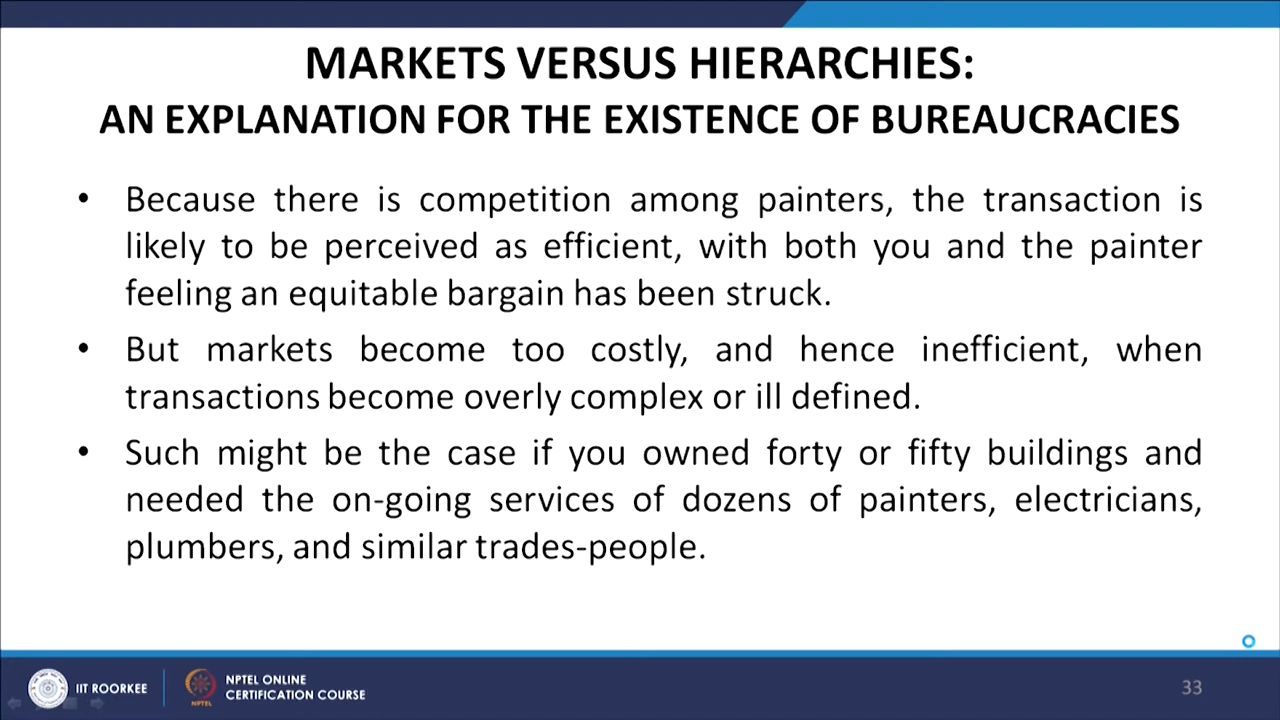 MARKETS VERSUS HIERARCHIES:
AN EXPLANATION FOR THE EXISTENCE OF BUREAUCRACIES
• Because there is competition among painters, the transaction is
likely to be perceived as efficient, with both you and the painter
feeling an equitable bargain has been struck.
• But markets become too costly, and hence inefficient, when
transactions become overly complex or ill defined.
• Such might be the case if you owned forty or fifty buildings and
needed the on-going services of dozens of painters, electricians,
plumbers, and similar trades-people.
IIT ROORKEE
NPTEL
NPTEL ONLINE
CERTIFICATION COURSE
33